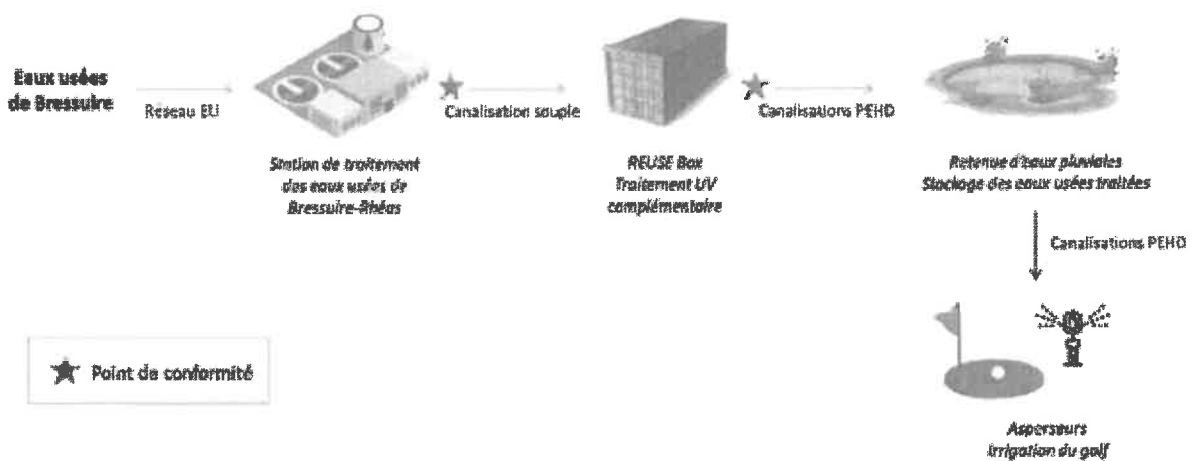 Eaux usées
de Bressuire
Réseau EU
Canalisation souple
Canalisations PEHD
Station de traitement
des eaux usées de
Bressuire-Rhéas
REUSE Box
Traitement UV
complémentaire
Retenue d'eaux pluviales
Stockage des eaux usées traitées
Canalisations PEHD
Point de conformité
Asperseurs
Irrigation du golf